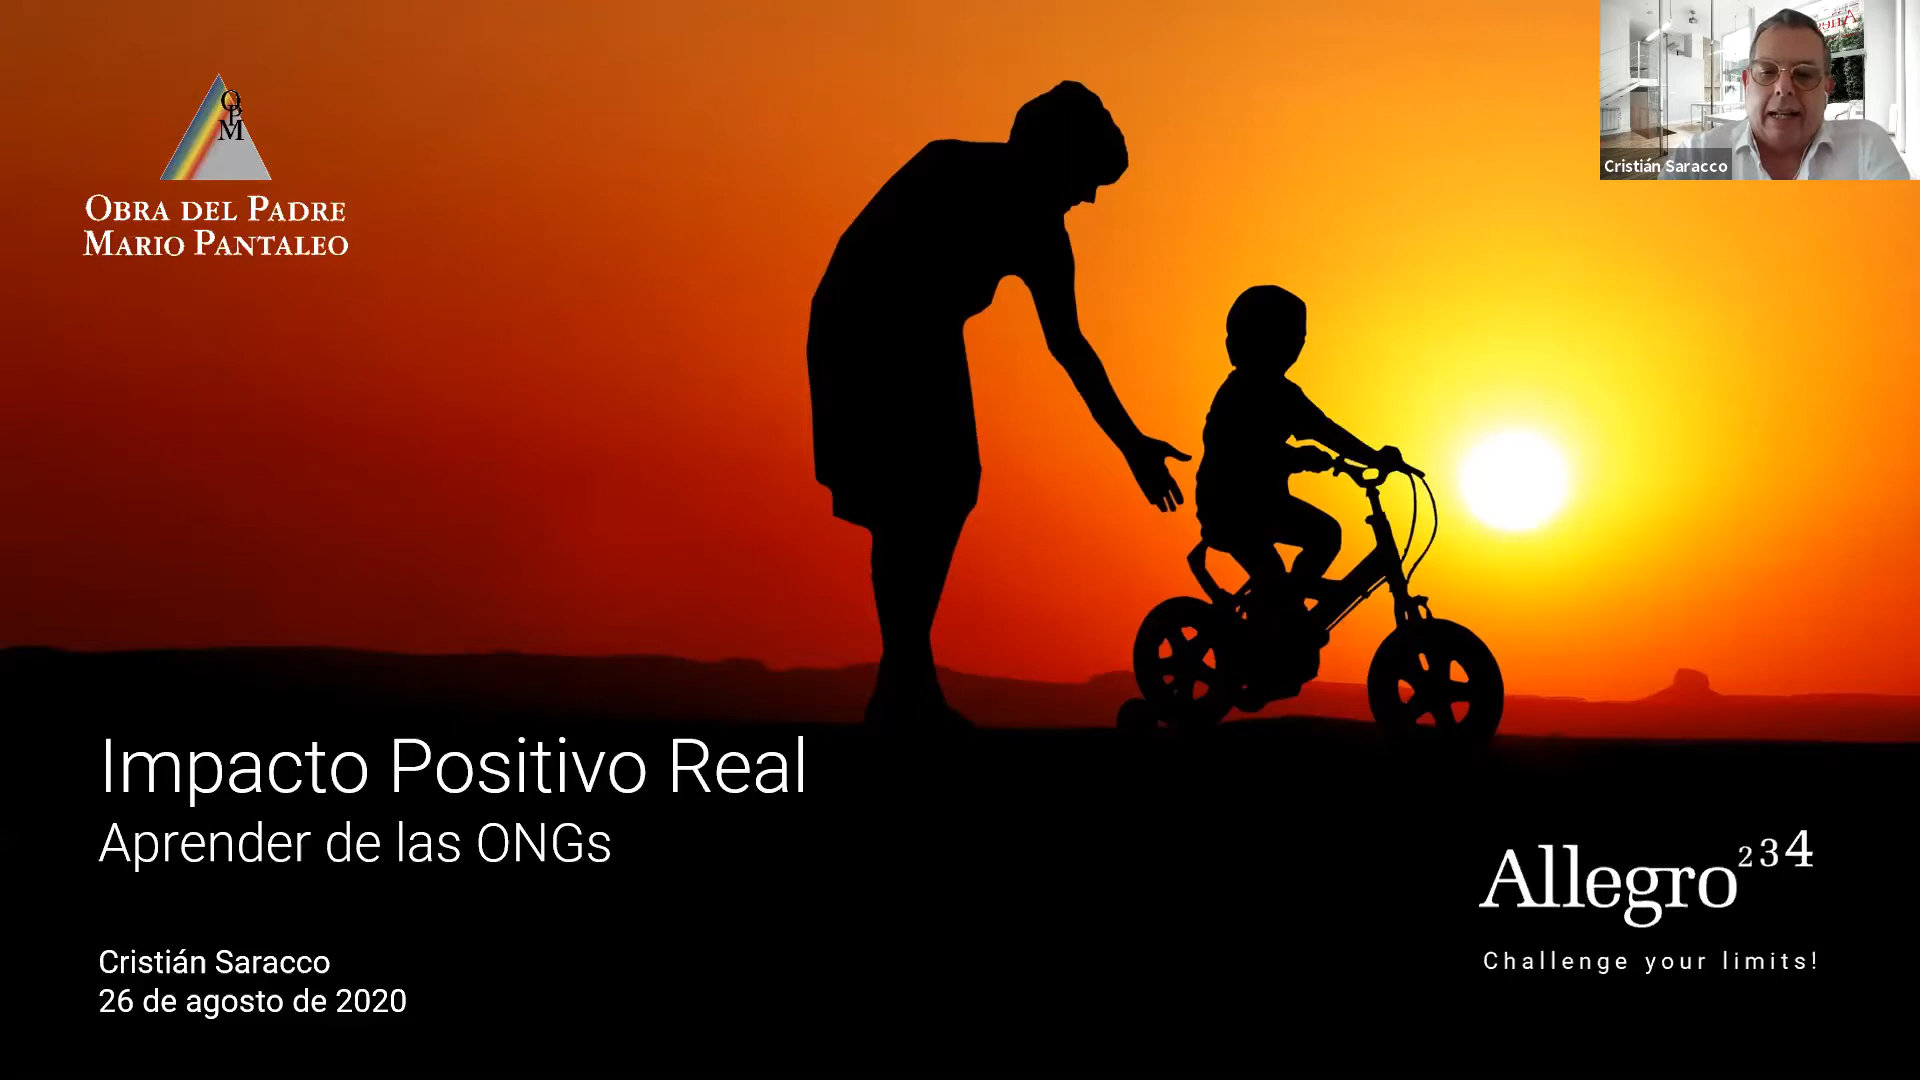 OPM
OBRA DEL PADRE
MARIO PANTALEO
Cristián Saracco
Impacto Positivo Real
Aprender de las ONGs
Cristián Saracco
26 de agosto de 2020
Allegro 234
Challenge your limits!